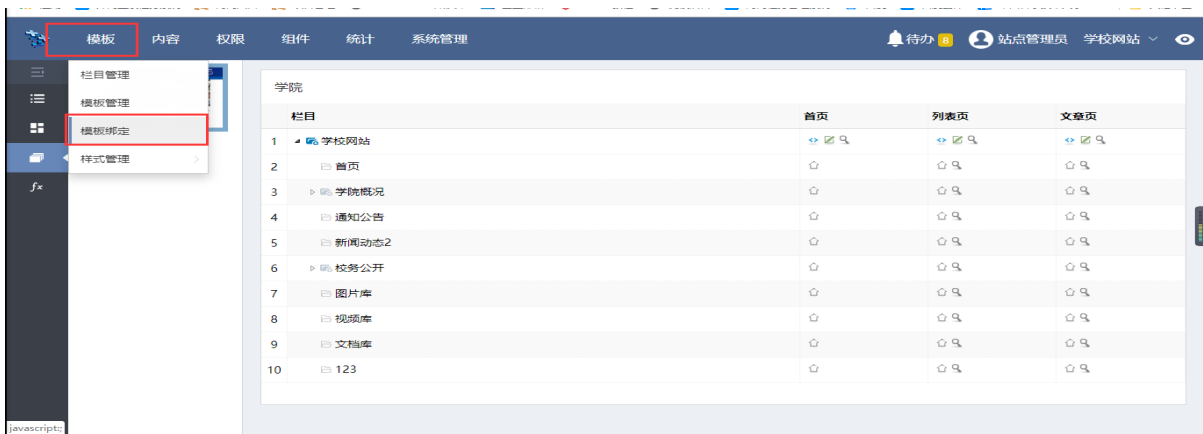 模板 内容 权限 组件 统计 系统管理 待办 8 站点管理员 学校网站
栏目管理
模板管理
模板绑定
样式管理
fx
学院
栏目 首页 列表页 文章页
1 学校网站
2 首页
3 学院概况
4 通知公告
5 新闻动态2
6 校务公开
7 图片库
8 视频库
9 文档库
10 123
javascript:;